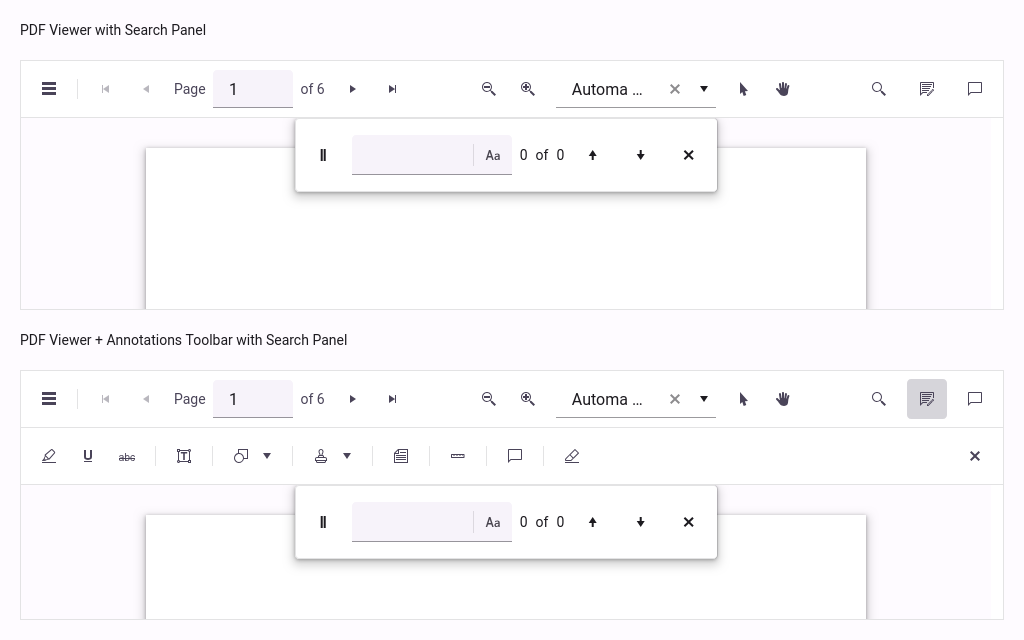 PDF Viewer with Search Panel
Page 1 of 6 Automa ...
Aa 0 of 0
PDF Viewer + Annotations Toolbar with Search Panel
Page 1 of 6 Automa ...
U abc T
Aa 0 of 0